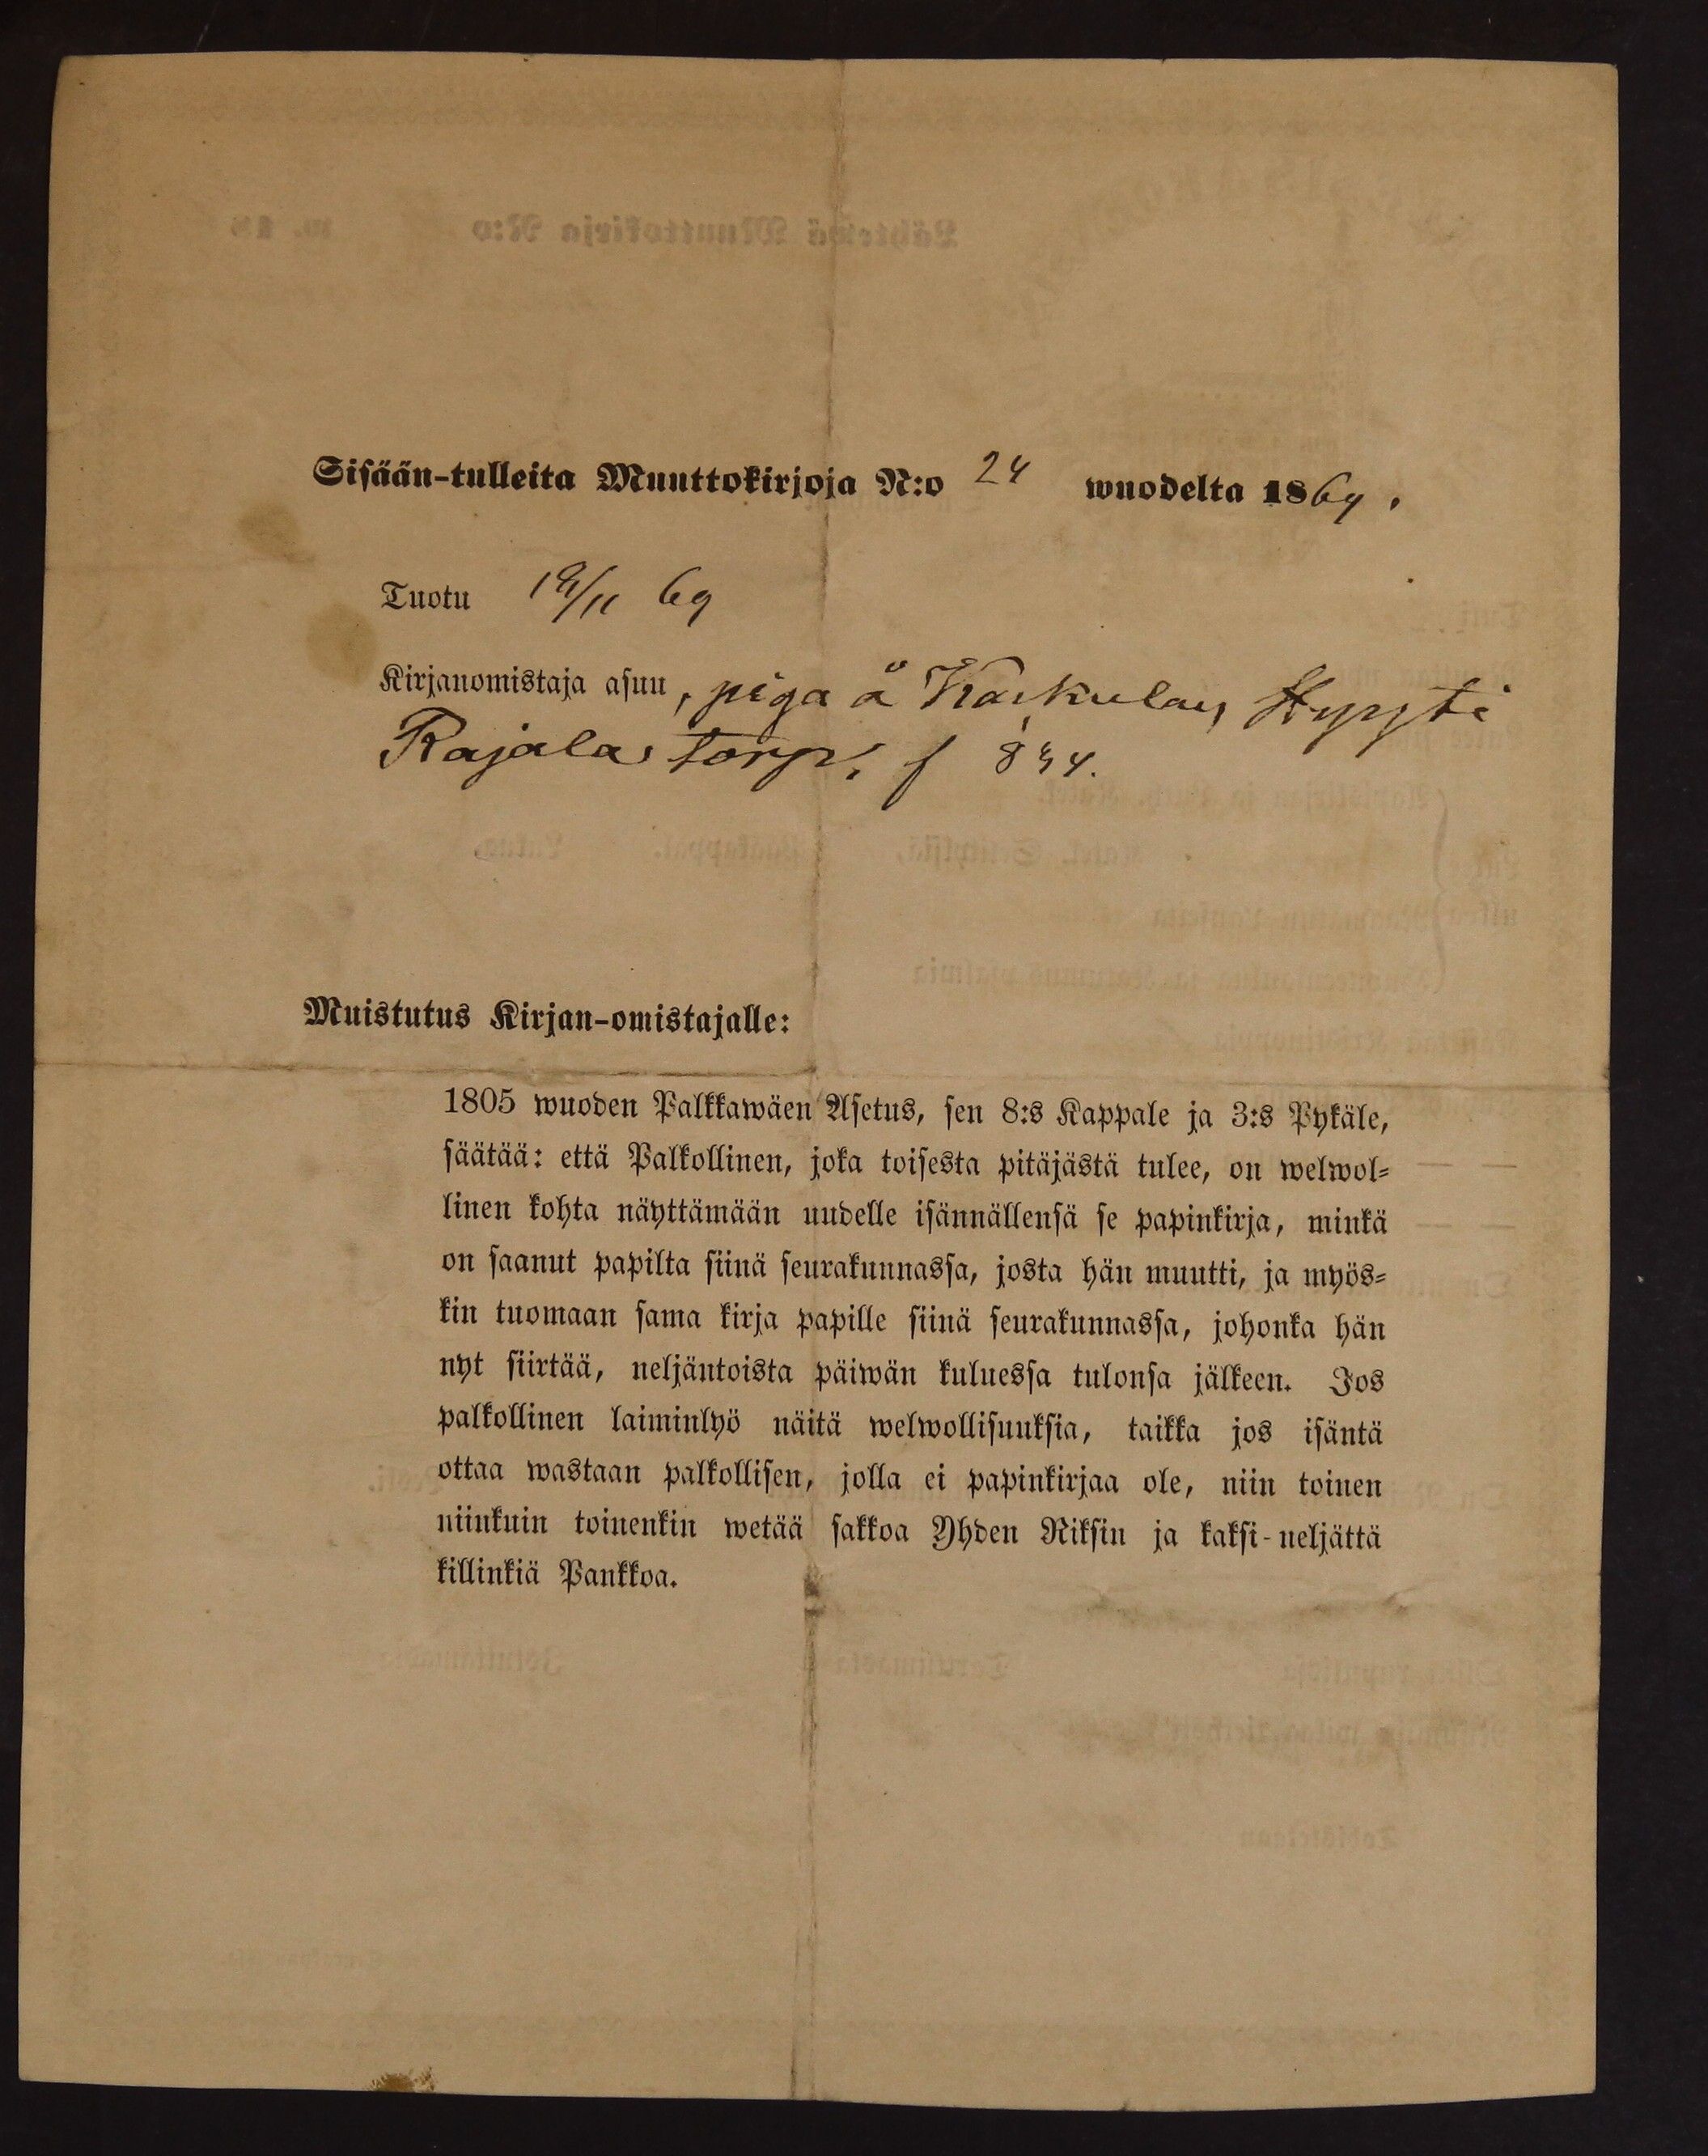 Sisään-tulleita Muuttokirjoja N:o 24 wuodelta 1869.
Tuotu 19/11 69
Kirjanomistaja asuu, piga å
Rajala torp. f 834.
Muistutus Kirjan-omistajalle:
1805 wuoden Palkkawäen Asetus, sen 8:s Kappale ja 3:s Pykäle,
säätää: että Palkollinen, joka toisesta pitäjästä tulee, on welwol-
linen kohta näyttämään uudelle isännällensä se papinkirja, minkä
on saanut papilta siinä seurakunnassa, josta hän muutti, ja myös-
kin tuomaan sama kirja papille siinä seurakunnassa, johonka hän
nyt siirtää, neljäntoista päiwän kuluessa tulonsa jälkeen. Jos
palkollinen laiminlyö näitä welwollisuuksia, taikka jos isäntä
ottaa wastaan palkollisen, jolla ei papinkirjaa ole, niin toinen
niinkuin toinenkin wetää sakkoa Yhden Riksin ja kaksi-neljättä
killinkiä Pankkoa.